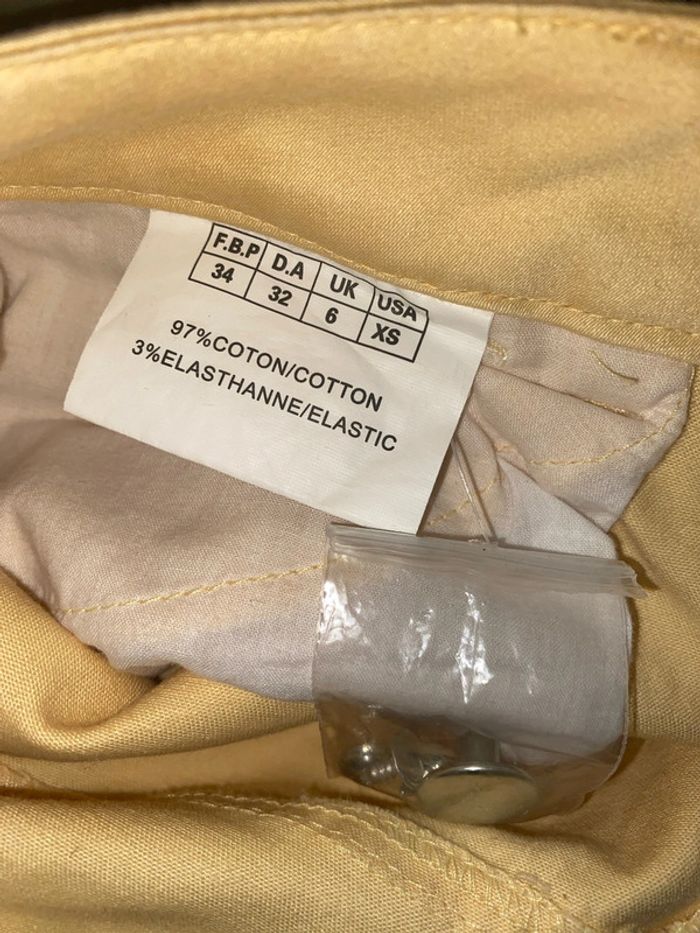 F.B.P D.A UK USA
34 32 6 XS
97%COTON/COTTON
3%ELASTHANNE/ELASTIC